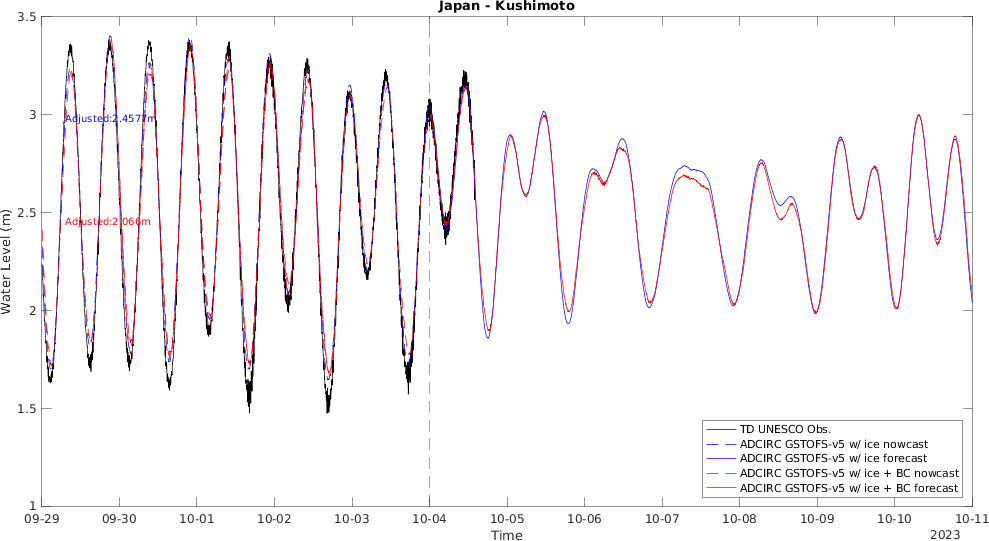 Japan - Kushimoto
3.5
3
2.5
2
1.5
1
Water Level (m)
Adjusted:2.4577m
Adjusted:2.066m
TD UNESCO Obs.
ADCIRC GSTOFS-v5 w/ ice nowcast
ADCIRC GSTOFS-v5 w/ ice forecast
ADCIRC GSTOFS-v5 w/ ice + BC nowcast
ADCIRC GSTOFS-v5 w/ ice + BC forecast
09-29 09-30 10-01 10-02 10-03 10-04 10-05 10-06 10-07 10-08 10-09 10-10 10-11
Time
2023